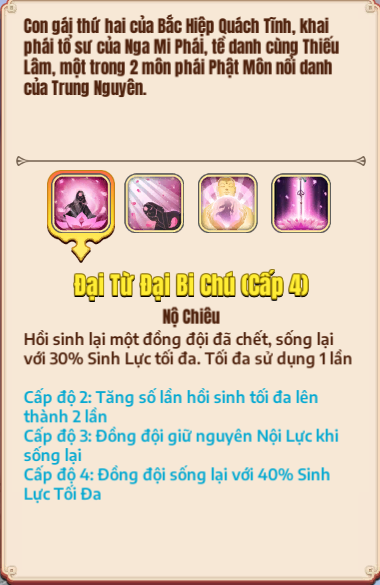 Con gái thứ hai của Bắc Hiệp Quách Tĩnh, khai
phái tổ sư của Nga Mi Phái, tề danh cùng Thiếu
Lâm, một trong 2 môn phái Phật Môn nổi danh
của Trung Nguyên.
Đại Từ Đại Bi Chú (Cấp 4)
Nộ Chiêu
Hồi sinh lại một đồng đội đã chết, sống lại
với 30% Sinh Lực tối đa. Tối đa sử dụng 1 lần
Cấp độ 2: Tăng số lần hồi sinh tối đa lên
thành 2 lần
Cấp độ 3: Đồng đội giữ nguyên Nội Lực khi
sống lại
Cấp độ 4: Đồng đội sống lại với 40% Sinh
Lực Tối Đa